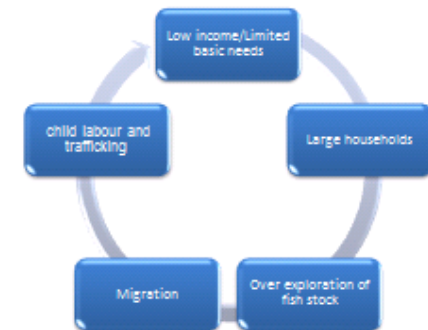 Low income/Limited
basic needs
Large households
Over exploration of
fish stock
Migration
child labour and
trafficking